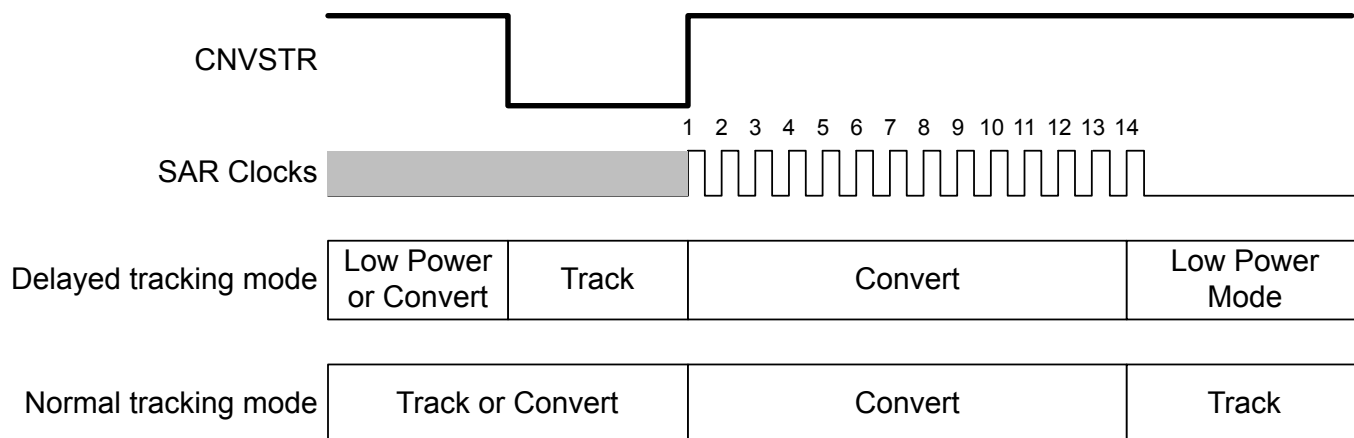 CNVSTR
1 2 3 4 5 6 7 8 9 10 11 12 13 14
SAR Clocks
Delayed tracking mode
Low Power
or Convert
Track
Convert
Low Power
Mode
Normal tracking mode
Track or Convert
Convert
Track